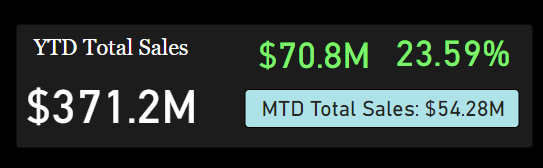 YTD Total Sales
$70.8M 23.59%
$371.2M
MTD Total Sales: $54.28M